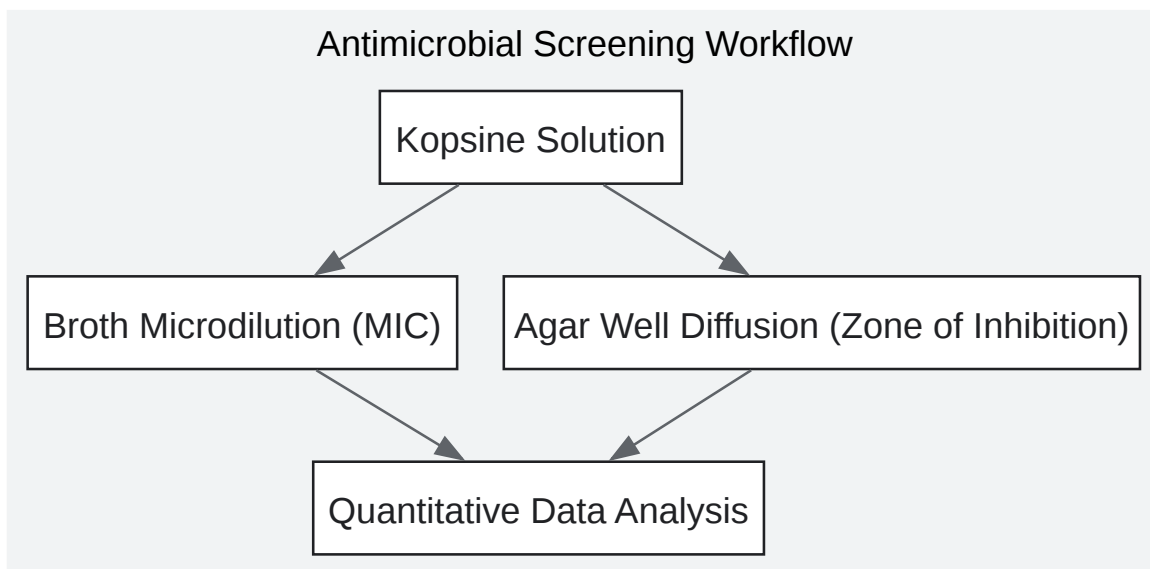 Antimicrobial Screening Workflow
Kopsine Solution
Broth Microdilution (MIC)
Agar Well Diffusion (Zone of Inhibition)
Quantitative Data Analysis